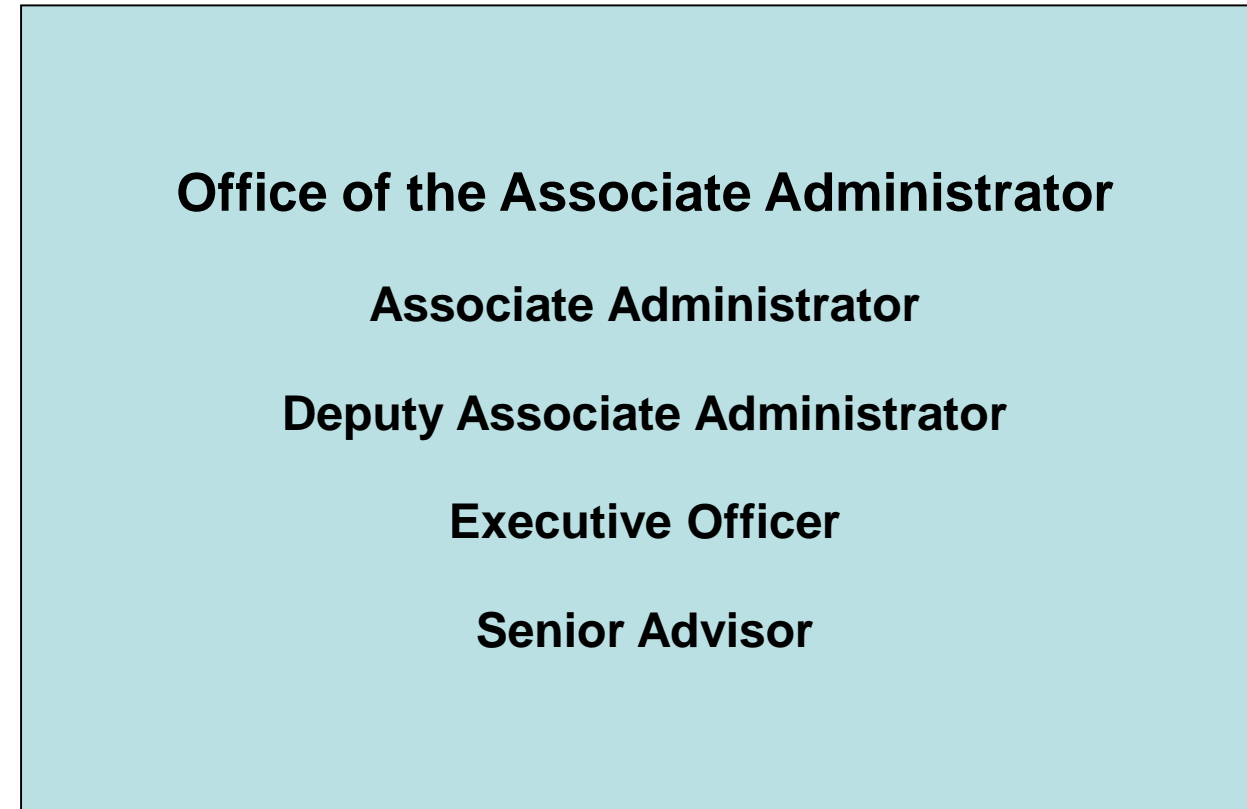 Office of the Associate Administrator
Associate Administrator
Deputy Associate Administrator
Executive Officer
Senior Advisor